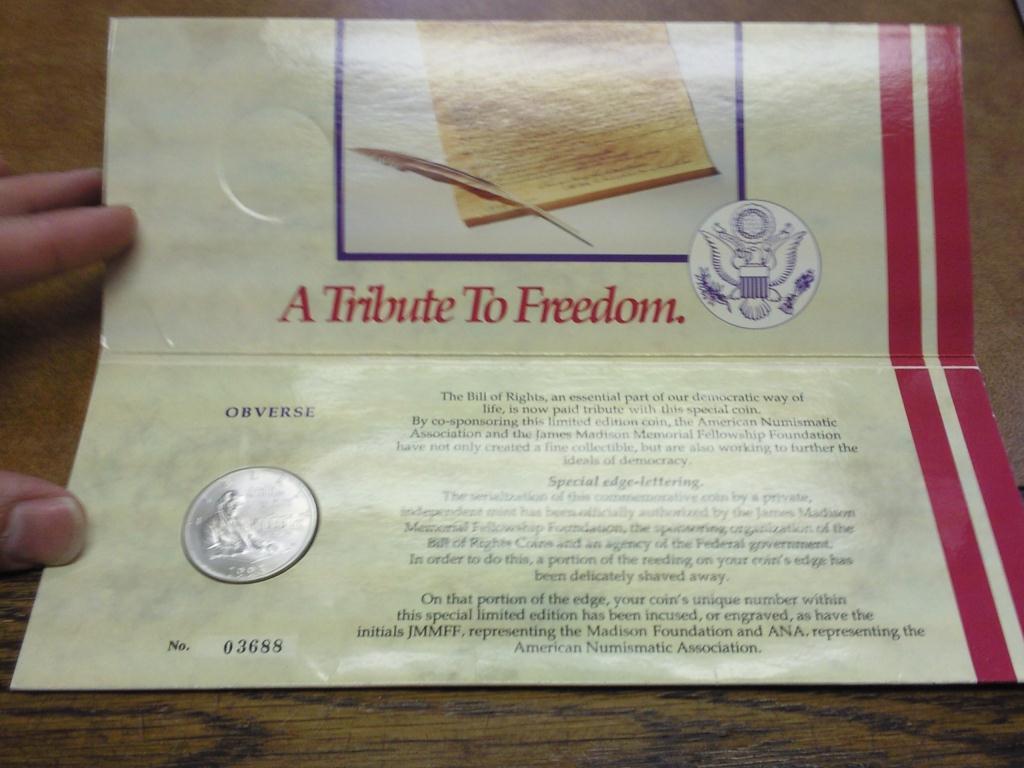 A Tribute To Freedom.
OBVERSE
The Bill of Rights, an essential part of our democratic way of
life, is now paid tribute with this special coin.
By co-sponsoring this limited edition coin, the American Numismatic
Association and the James Madison Memorial Fellowship Foundation
have not only created a fine collectible, but are also working to further the
ideals of democracy.
Special edge-lettering.
The serialization of this commemorative coin by a private,
independent mint has been officially authorized by the James Madison
Memorial Fellowship Foundation, the sponsoring organization of the
Bill of Rights Coins and an agency of the Federal government.
In order to do this, a portion of the reeding on your coin's edge has
been delicately shaved away.
On that portion of the edge, your coin's unique number within
this special limited edition has been incused, or engraved, as have the
initials JMMFF, representing the Madison Foundation and ANA, representing the
American Numismatic Association.
1993
No. 03688